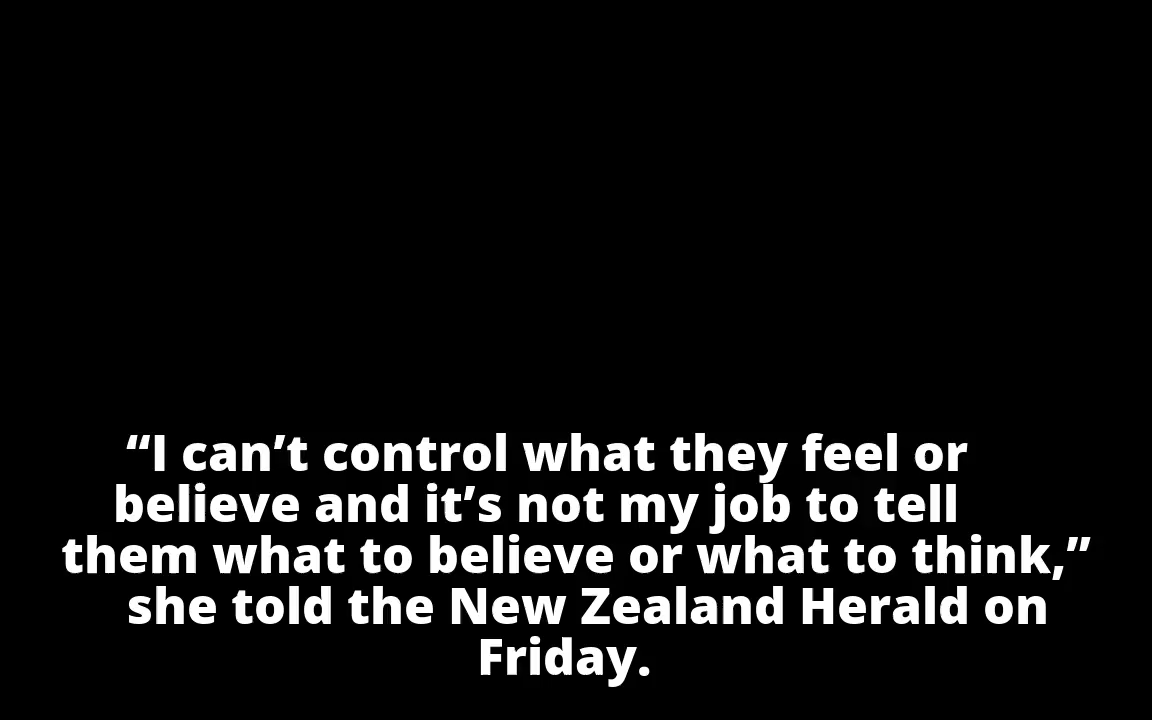 “I can’t control what they feel or
believe and it’s not my job to tell
them what to believe or what to think,”
she told the New Zealand Herald on
Friday.